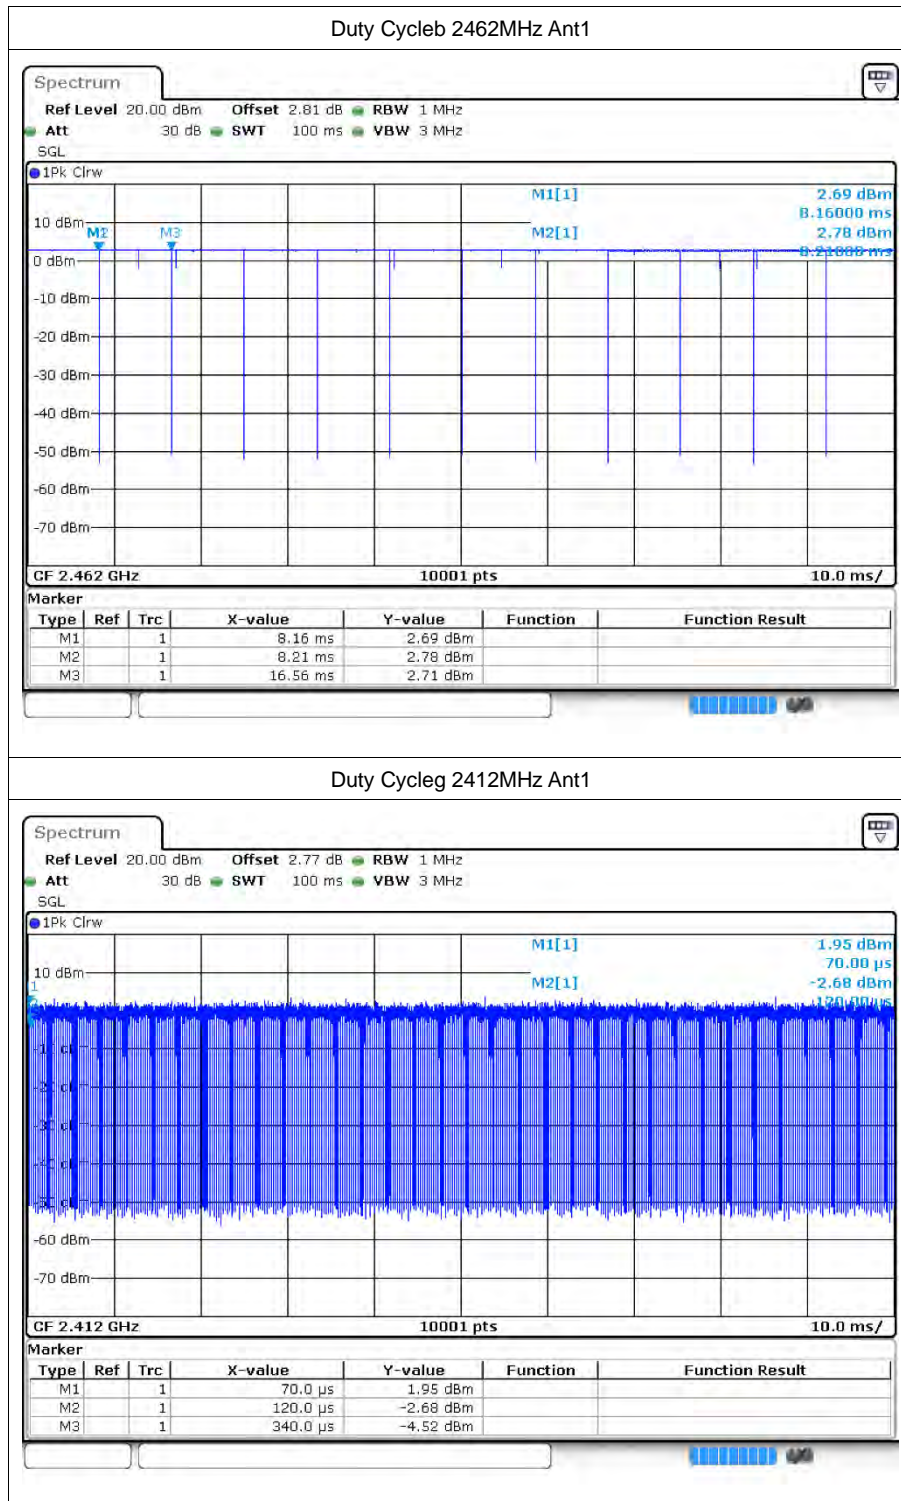 Duty Cycleb 2462MHz Ant1
Spectrum
Ref Level 20.00 dBm Offset 2.81 dB RBW 1 MHz
Att 30 dB SWT 100 ms VBW 3 MHz
SGL
1Pk Clrw
M1[1] 2.69 dBm
8.16000 ms
10 dBm
M2[1] 2.78 dBm
8.21000 ms
M2 M3
0 dBm
-10 dBm
-20 dBm
-30 dBm
-40 dBm
-50 dBm
-60 dBm
-70 dBm
CF 2.462 GHz 10001 pts 10.0 ms/
Marker
Type Ref Trc X-value Y-value Function Function Result
M1 1 8.16 ms 2.69 dBm
M2 1 8.21 ms 2.78 dBm
M3 1 16.56 ms 2.71 dBm
Duty Cycleg 2412MHz Ant1
Spectrum
Ref Level 20.00 dBm Offset 2.77 dB RBW 1 MHz
Att 30 dB SWT 100 ms VBW 3 MHz
SGL
1Pk Clrw
M1[1] 1.95 dBm
70.00 µs
10 dBm
M2[1] -2.68 dBm
120.00 µs
-60 dBm
-70 dBm
CF 2.412 GHz 10001 pts 10.0 ms/
Marker
Type Ref Trc X-value Y-value Function Function Result
M1 1 70.0 µs 1.95 dBm
M2 1 120.0 µs -2.68 dBm
M3 1 340.0 µs -4.52 dBm